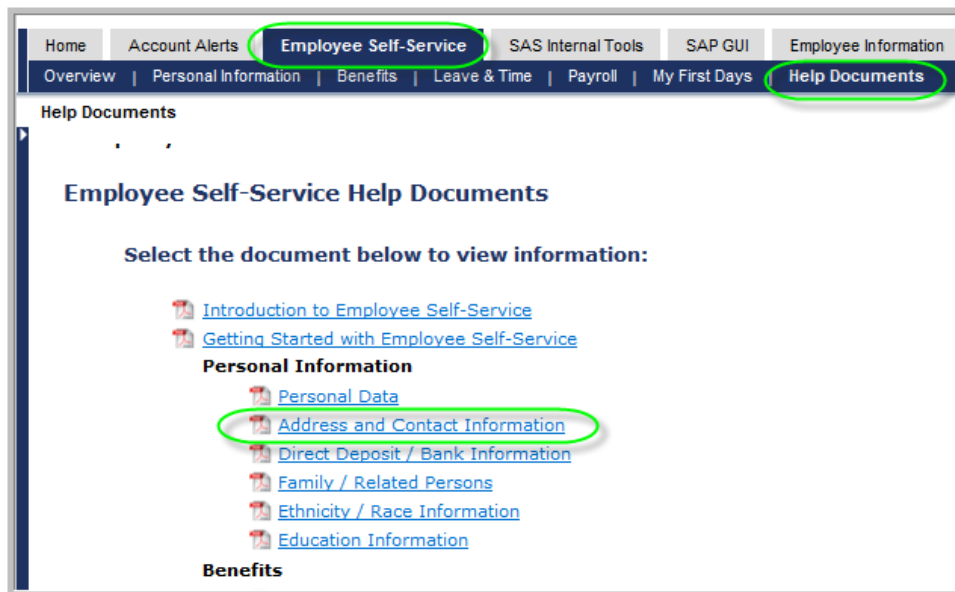 Home Account Alerts Employee Self-Service SAS Internal Tools SAP GUI Employee Information
Overview | Personal Information | Benefits | Leave & Time | Payroll | My First Days | Help Documents
Help Documents
Employee Self-Service Help Documents
Select the document below to view information:
Introduction to Employee Self-Service
Getting Started with Employee Self-Service
Personal Information
Personal Data
Address and Contact Information
Direct Deposit / Bank Information
Family / Related Persons
Ethnicity / Race Information
Education Information
Benefits